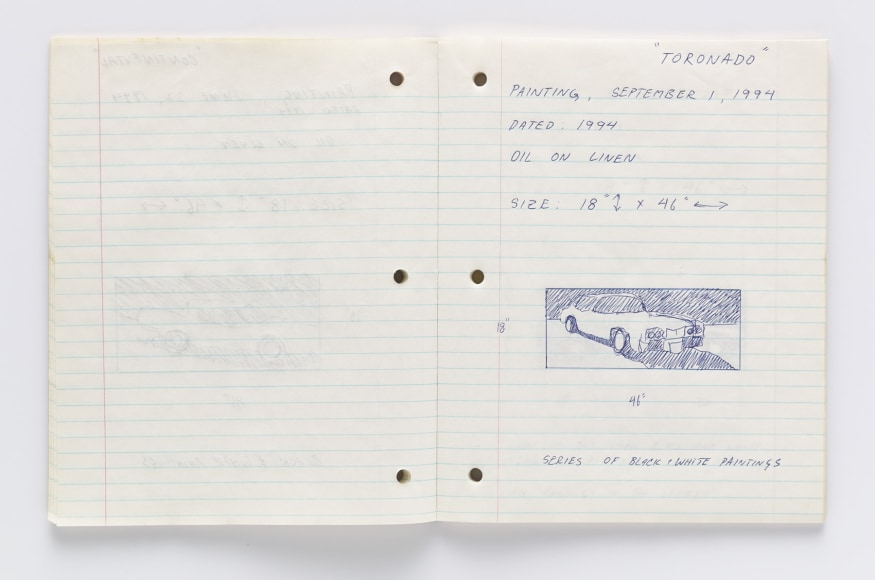 "TORONADO"
PAINTING, SEPTEMBER 1, 1994
DATED: 1994
OIL ON LINEN
SIZE: 18"↕ x 46"↔
18"
46"
SERIES OF BLACK & WHITE PAINTINGS